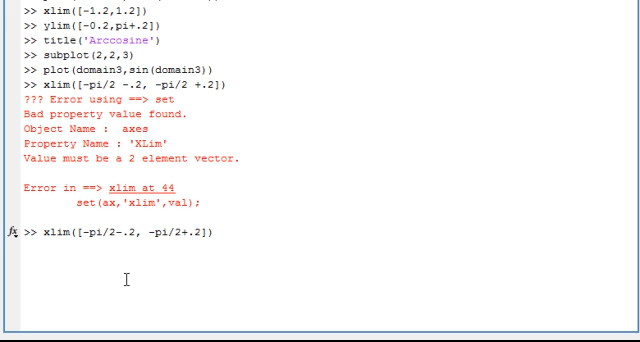 >> xlim([-1.2,1.2])
>> ylim([-0.2,pi+.2])
>> title('Arccosine')
>> subplot(2,2,3)
>> plot(domain3,sin(domain3))
>> xlim([-pi/2 -.2, -pi/2 +.2])
??? Error using ==> set
Bad property value found.
Object Name :  axes
Property Name : 'XLim'
Value must be a 2 element vector.
Error in ==> xlim at 44
set(ax,'xlim',val);
fx >> xlim([-pi/2-.2, -pi/2+.2])